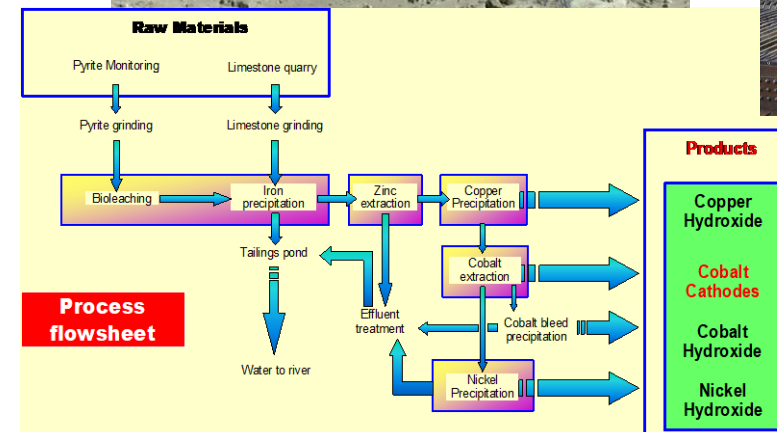 Raw Materials
Pyrite Monitoring
Limestone quarry
Pyrite grinding
Limestone grinding
Products
Bioleaching
Iron
precipitation
Zinc
extraction
Copper
Precipitation
Copper
Hydroxide
Tailings pond
Cobalt
extraction
Cobalt
Cathodes
Process
flowsheet
Effluent
treatment
Cobalt bleed
precipitation
Cobalt
Hydroxide
Water to river
Nickel
Precipitation
Nickel
Hydroxide